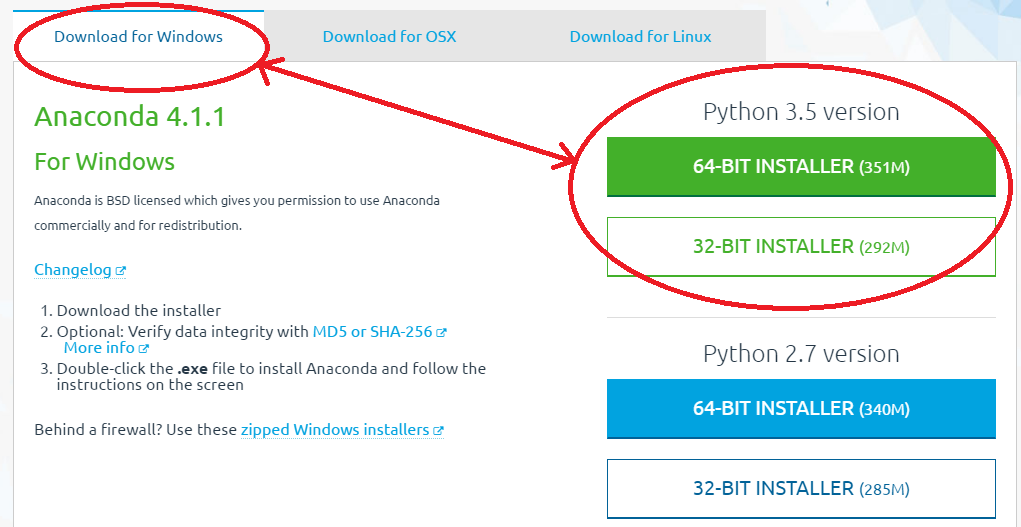 Download for Windows
Download for OSX
Download for Linux
Anaconda 4.1.1
For Windows
Anaconda is BSD licensed which gives you permission to use Anaconda
commercially and for redistribution.
Changelog
1. Download the installer
2. Optional: Verify data integrity with MD5 or SHA-256
More info
3. Double-click the .exe file to install Anaconda and follow the
instructions on the screen
Behind a firewall? Use these zipped Windows installers
Python 3.5 version
64-BIT INSTALLER (351M)
32-BIT INSTALLER (292M)
Python 2.7 version
64-BIT INSTALLER (340M)
32-BIT INSTALLER (285M)